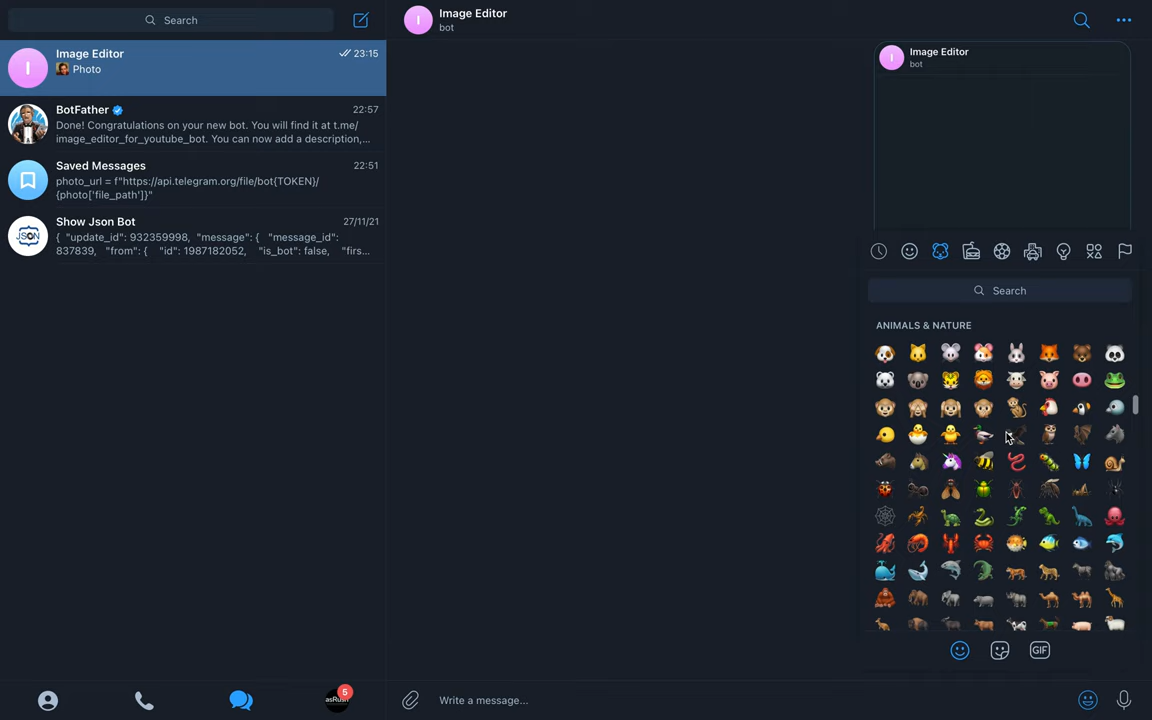 Search
Image Editor
bot
Image Editor
23:15
Photo
BotFather
22:57
Done! Congratulations on your new bot. You will find it at t.me/
image_editor_for_youtube_bot. You can now add a description,...
Saved Messages
22:51
photo_url = f"https://api.telegram.org/file/bot{TOKEN}/
{photo['file_path']}"
Show Json Bot
27/11/21
{ "update_id": 932359998, "message": { "message_id":
837839, "from": { "id": 1987182052, "is_bot": false, "firs...
Image Editor
bot
Search
ANIMALS & NATURE
GIF
5
Write a message...